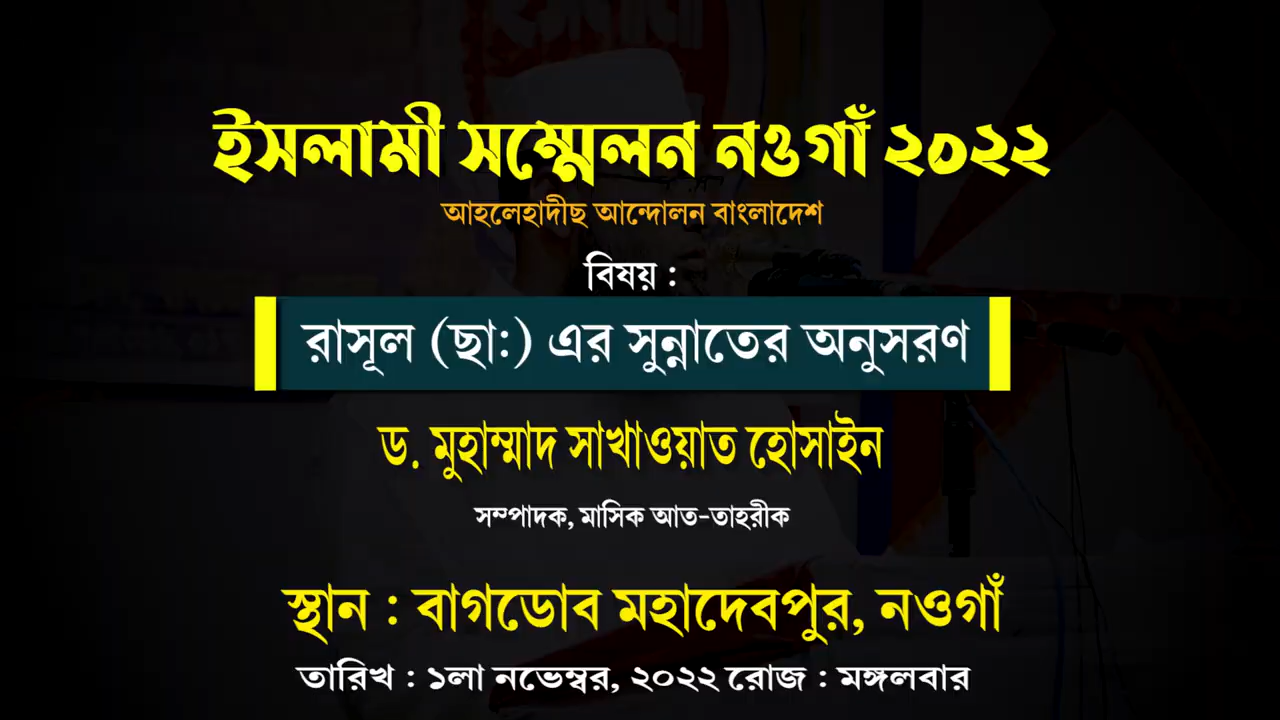 ইসলামী সম্মেলন নওগাঁ ২০২২
আহলেহাদীছ আন্দোলন বাংলাদেশ
বিষয় :
রাসূল (ছা:) এর সুন্নাতের অনুসরণ
ড. মুহাম্মাদ সাখাওয়াত হোসাইন
সম্পাদক, মাসিক আত-তাহরীক
স্থান : বাগডোব মহাদেবপুর, নওগাঁ
তারিখ : ১লা নভেম্বর, ২০২২ রোজ : মঙ্গলবার